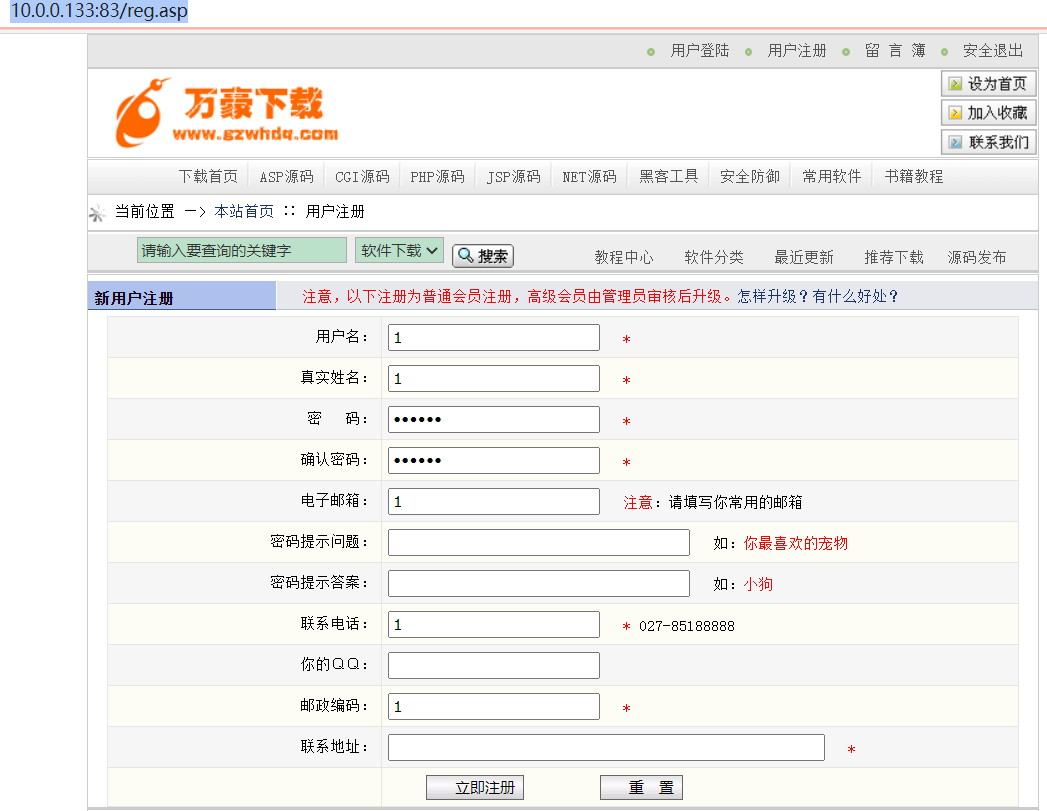 10.0.0.133:83/reg.asp
用户登陆 用户注册 留 言 簿 安全退出
万豪下载
www.gzwhdq.com
设为首页
加入收藏
联系我们
下载首页 ASP源码 CGI源码 PHP源码 JSP源码 NET源码 黑客工具 安全防御 常用软件 书籍教程
当前位置 —> 本站首页 :: 用户注册
请输入要查询的关键字 软件下载 搜索 教程中心 软件分类 最近更新 推荐下载 源码发布
新用户注册 注意，以下注册为普通会员注册，高级会员由管理员审核后升级。怎样升级？有什么好处？
用户名： 1 *
真实姓名： 1 *
密 码： •••••• *
确认密码： •••••• *
电子邮箱： 1 注意：请填写你常用的邮箱
密码提示问题： 如：你最喜欢的宠物
密码提示答案： 如：小狗
联系电话： 1 * 027-85188888
你的ＱＱ：
邮政编码： 1 *
联系地址： *
立即注册 重 置